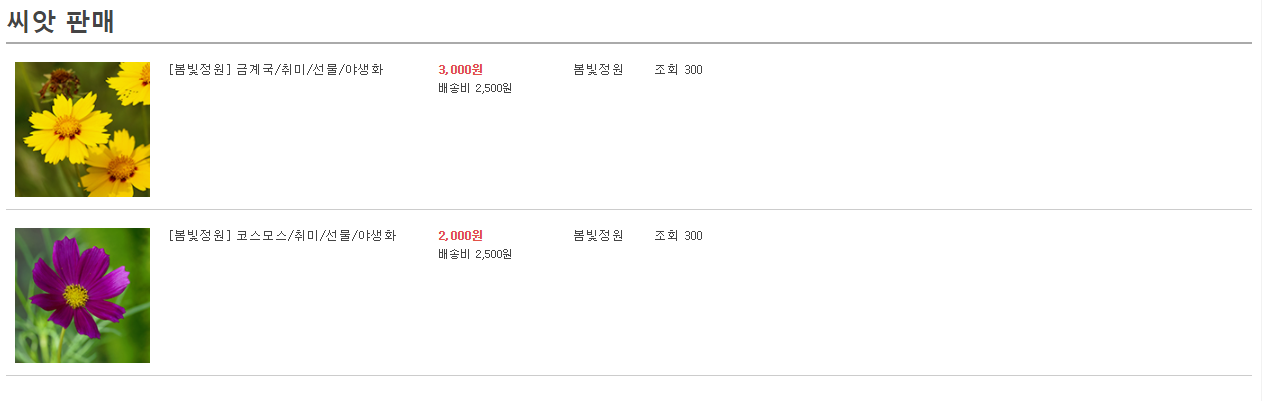 씨앗 판매
[봄빛정원] 금계국/취미/선물/야생화 3,000원 봄빛정원 조회 300
배송비 2,500원
[봄빛정원] 코스모스/취미/선물/야생화 2,000원 봄빛정원 조회 300
배송비 2,500원